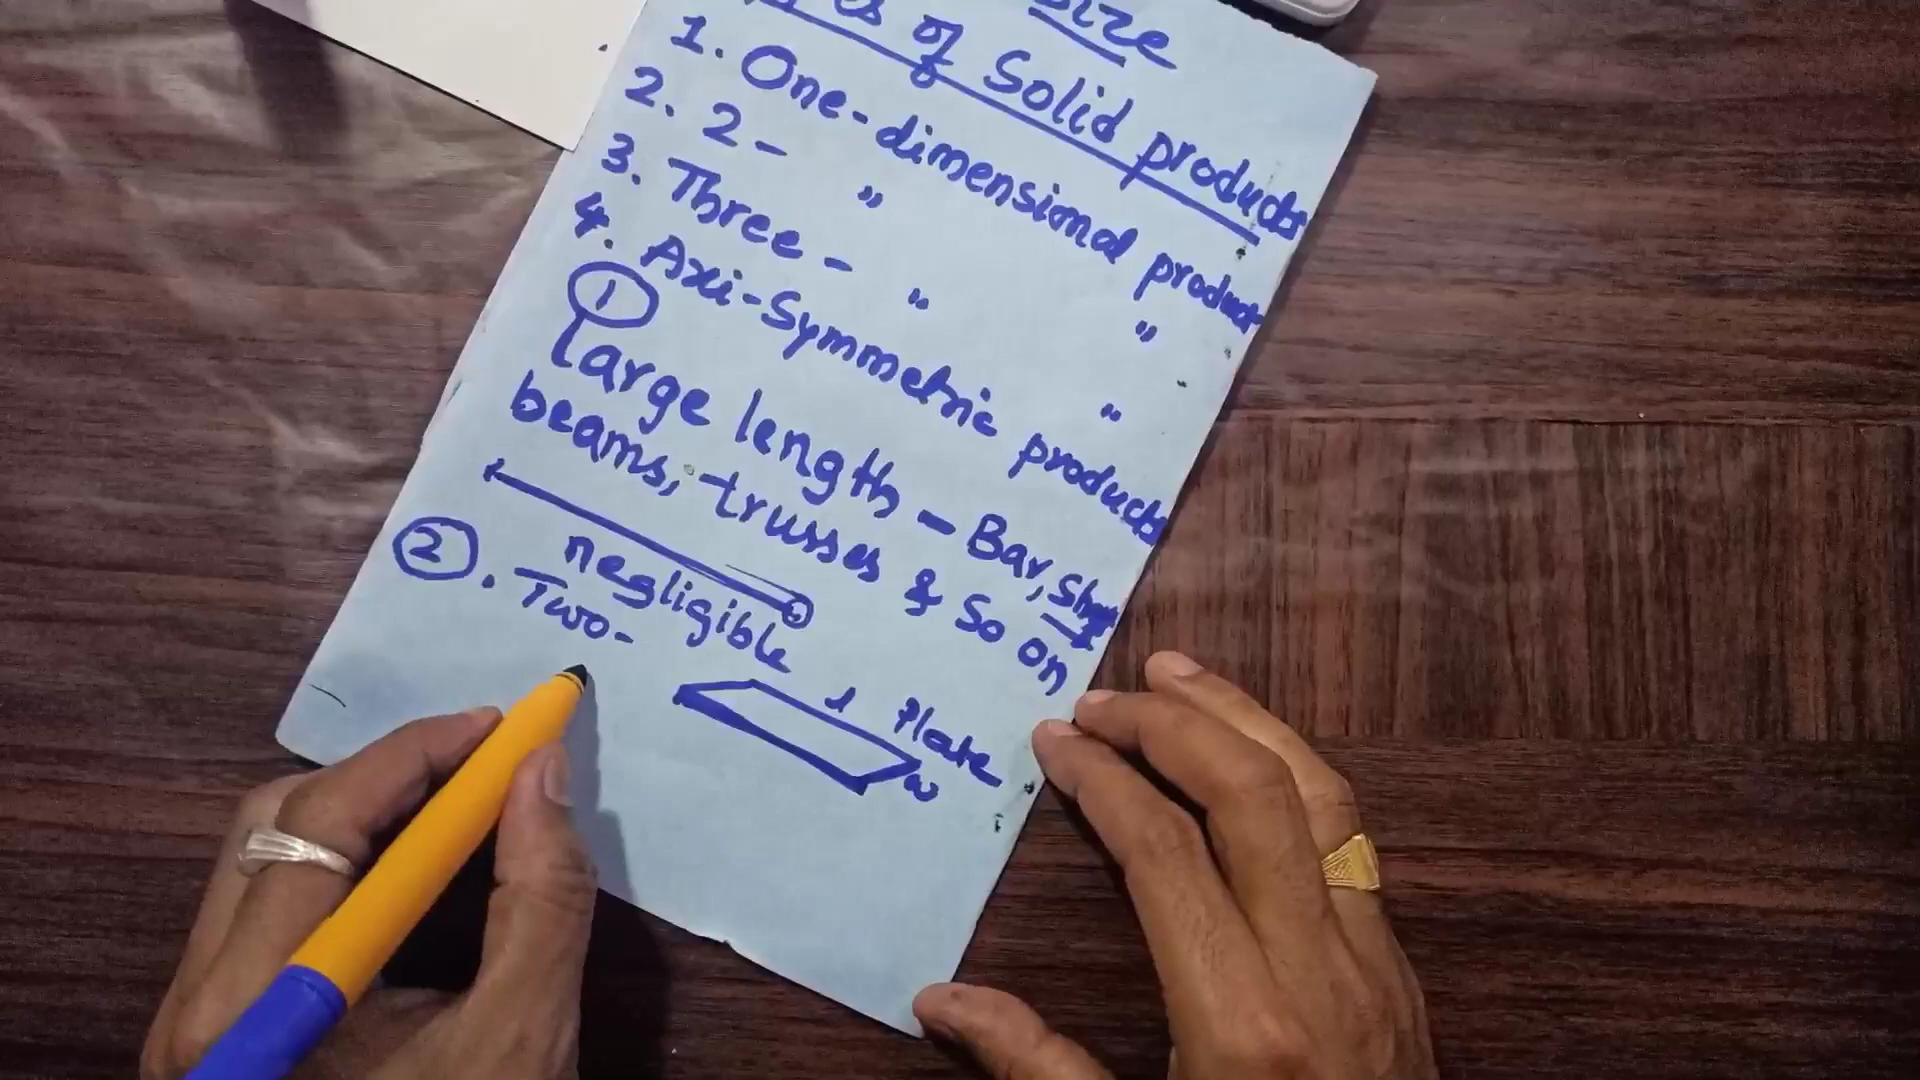 Size
of Solid products
1. One-dimensional product
2. 2- " "
3. Three- " "
4. Axi-Symmetric products
1
Large length - Bar,
beams, trusses & So on
negligible
2. Two-
l Plate
w